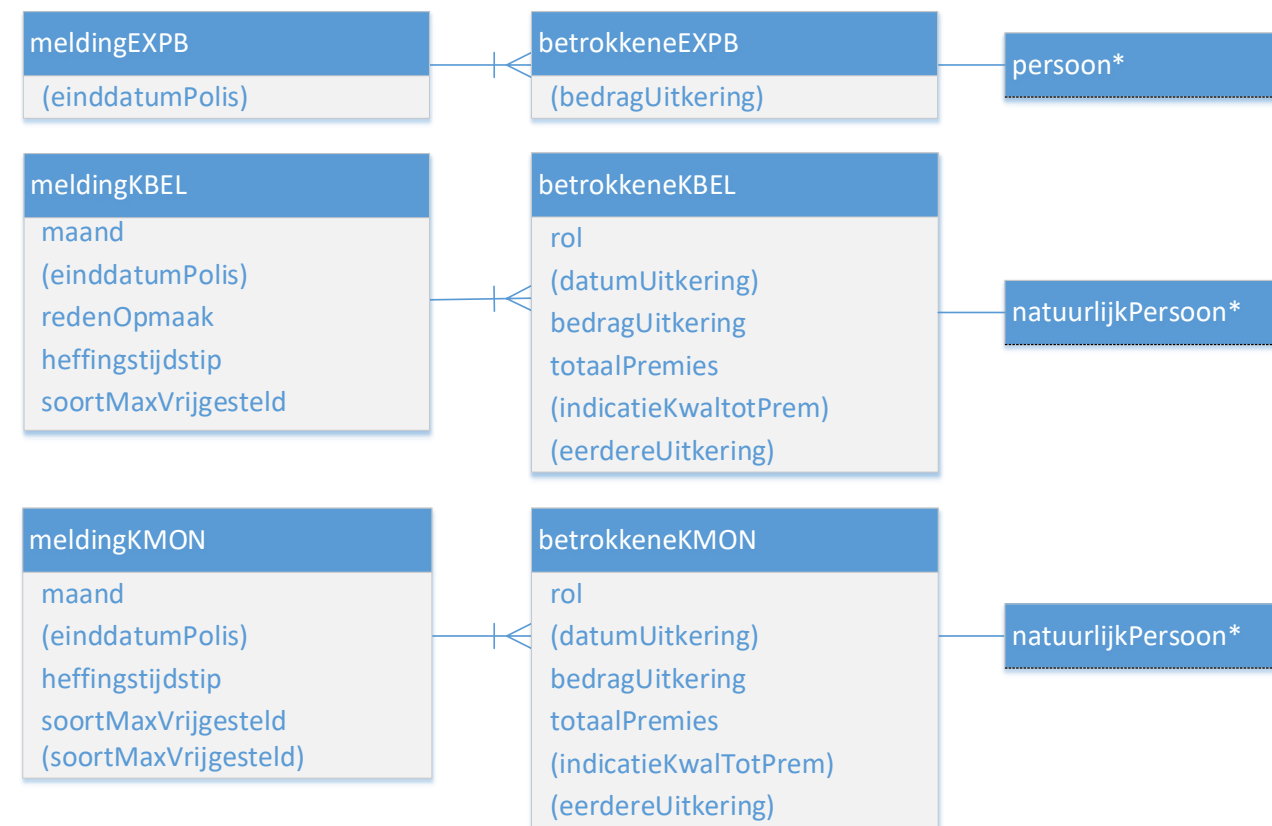 meldingEXPB
(einddatumPolis)
betrokkeneEXPB
(bedragUitkering)
persoon*
meldingKBEL
maand
(einddatumPolis)
redenOpmaak
heffingstijdstip
soortMaxVrijgesteld
betrokkeneKBEL
rol
(datumUitkering)
bedragUitkering
totaalPremies
(indicatieKwaltotPrem)
(eerdereUitkering)
natuurlijkPersoon*
meldingKMON
maand
(einddatumPolis)
heffingstijdstip
soortMaxVrijgesteld
(soortMaxVrijgesteld)
betrokkeneKMON
rol
(datumUitkering)
bedragUitkering
totaalPremies
(indicatieKwalTotPrem)
(eerdereUitkering)
natuurlijkPersoon*